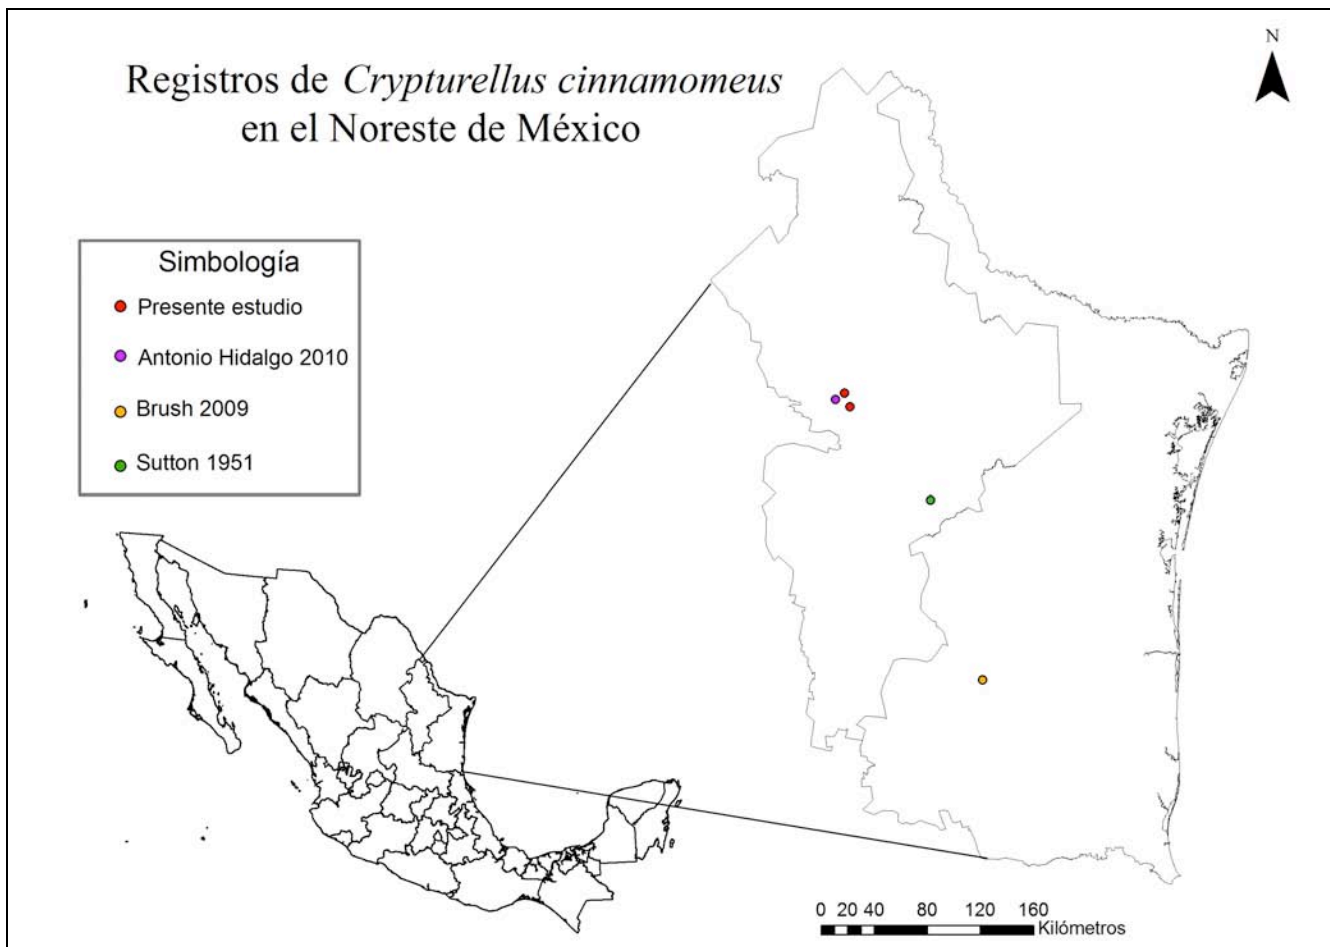 Registros de Crypturellus cinnamomeus
en el Noreste de México
N
Simbología
Presente estudio
Antonio Hidalgo 2010
Brush 2009
Sutton 1951
0 20 40 80 120 160
Kilómetros